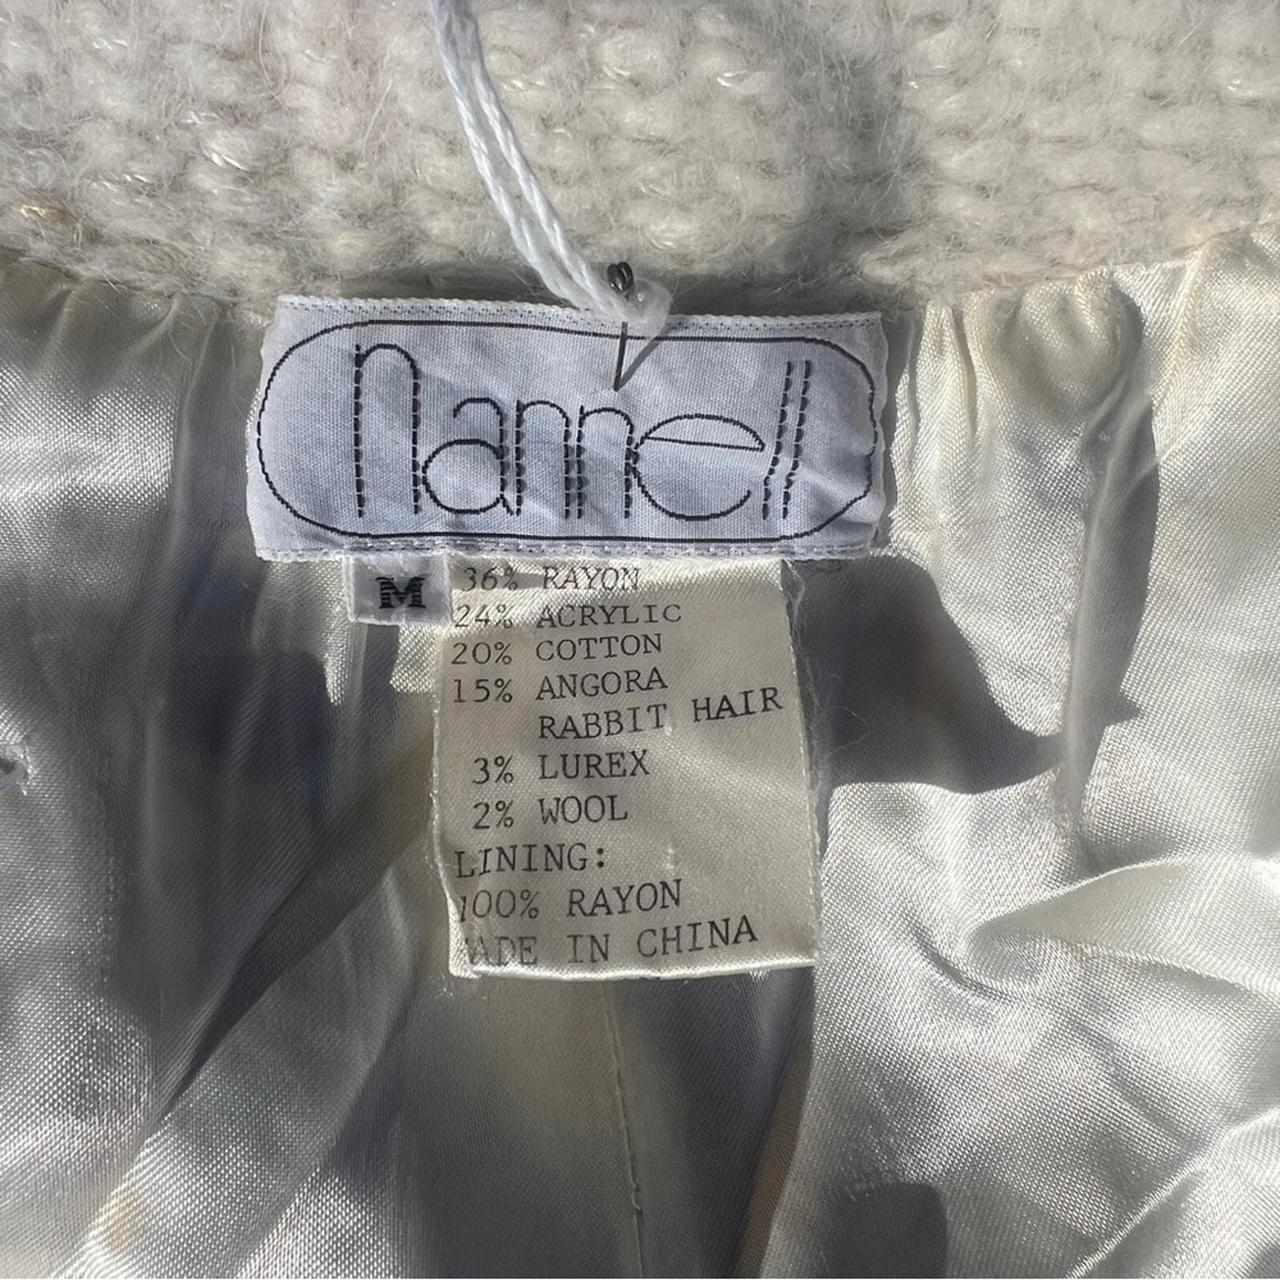 nannell
M
36% RAYON
24% ACRYLIC
20% COTTON
15% ANGORA
RABBIT HAIR
3% LUREX
2% WOOL
LINING:
100% RAYON
MADE IN CHINA